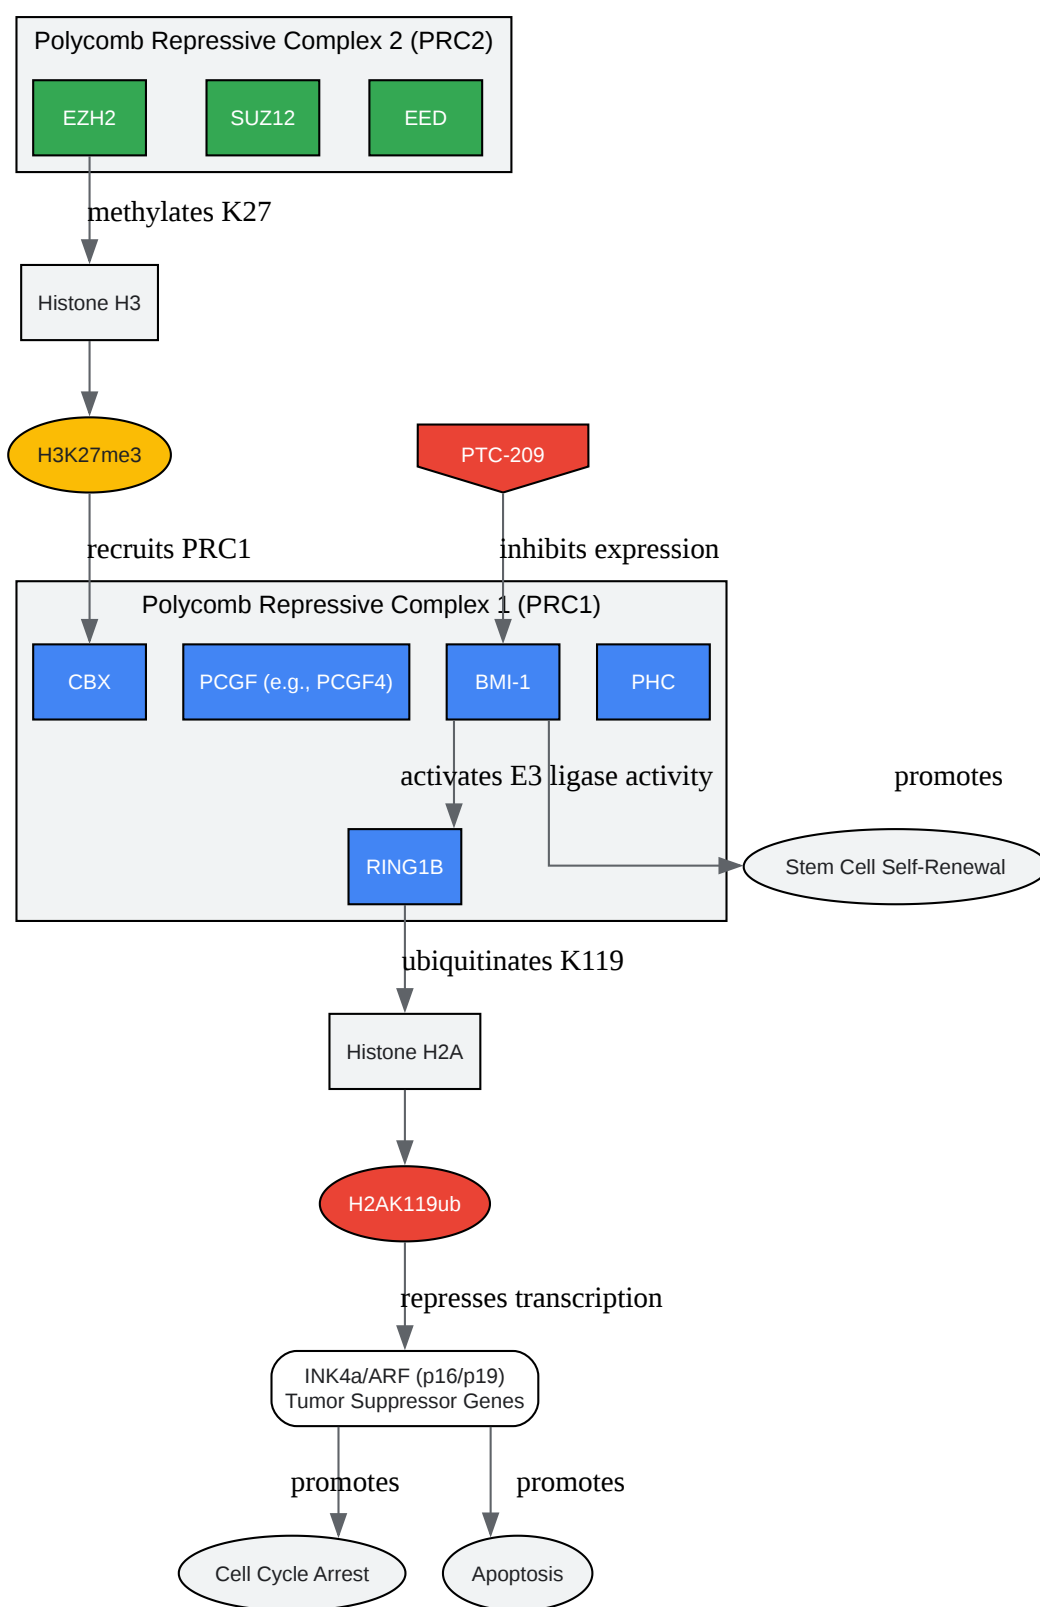 Polycomb Repressive Complex 2 (PRC2)
EZH2
SUZ12
EED
methylates K27
Histone H3
H3K27me3
PTC-209
recruits PRC1
inhibits expression
Polycomb Repressive Complex 1 (PRC1)
CBX
PCGF (e.g., PCGF4)
BMI-1
PHC
activates E3 ligase activity
promotes
RING1B
Stem Cell Self-Renewal
ubiquitinates K119
Histone H2A
H2AK119ub
represses transcription
INK4a/ARF (p16/p19)
Tumor Suppressor Genes
promotes
promotes
Cell Cycle Arrest
Apoptosis